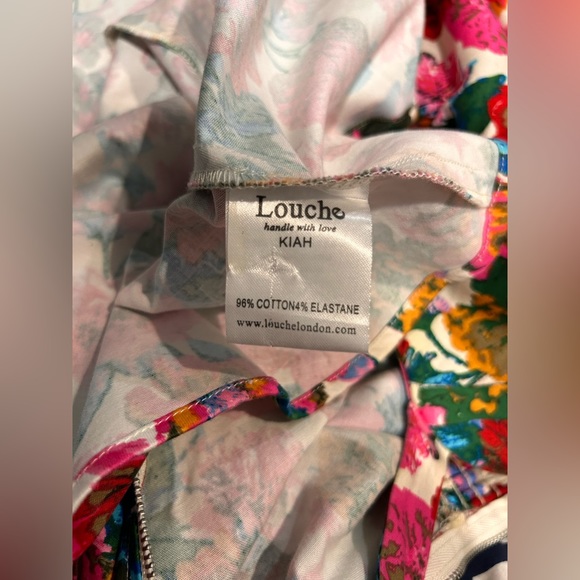 Louche
handle with love
KIAH
96% COTTON4% ELASTANE
www.louchelondon.com